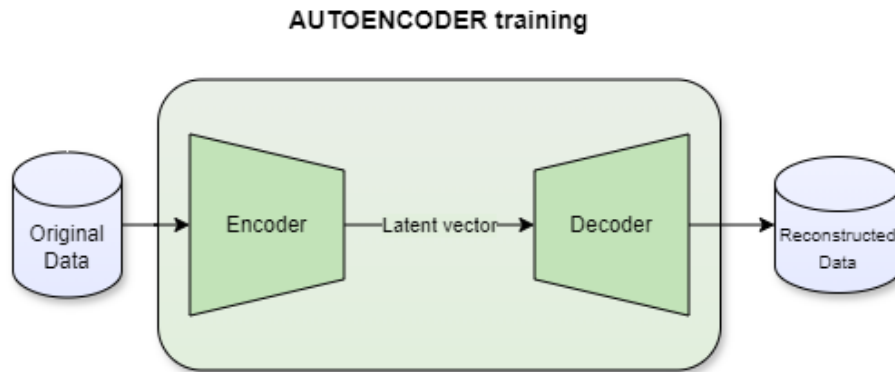 AUTOENCODER training
Original
Data
Encoder
Latent vector
Decoder
Reconstructed
Data